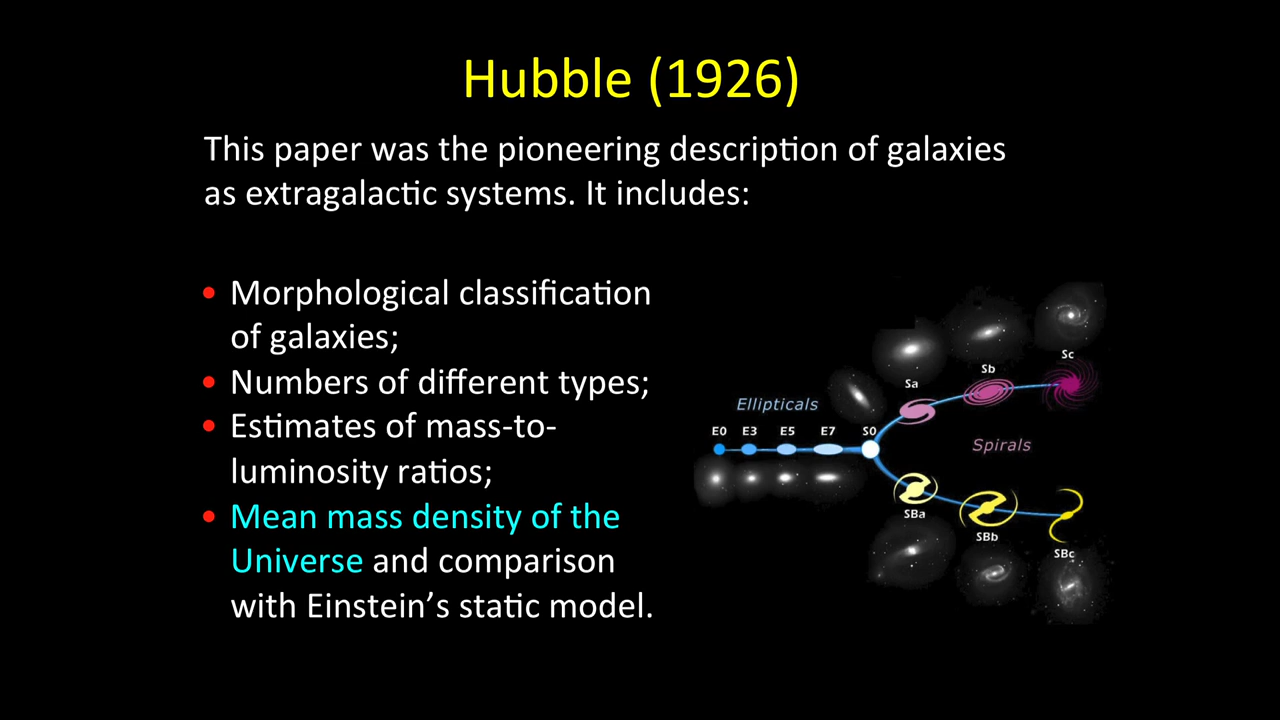 Hubble (1926)
This paper was the pioneering description of galaxies
as extragalactic systems. It includes:
• Morphological classification
of galaxies;
• Numbers of different types;
• Estimates of mass-to-
luminosity ratios;
• Mean mass density of the
Universe and comparison
with Einstein’s static model.
Sc
Sb
Sa
Ellipticals
E0 E3 E5 E7 S0
Spirals
SBa
SBb
SBc